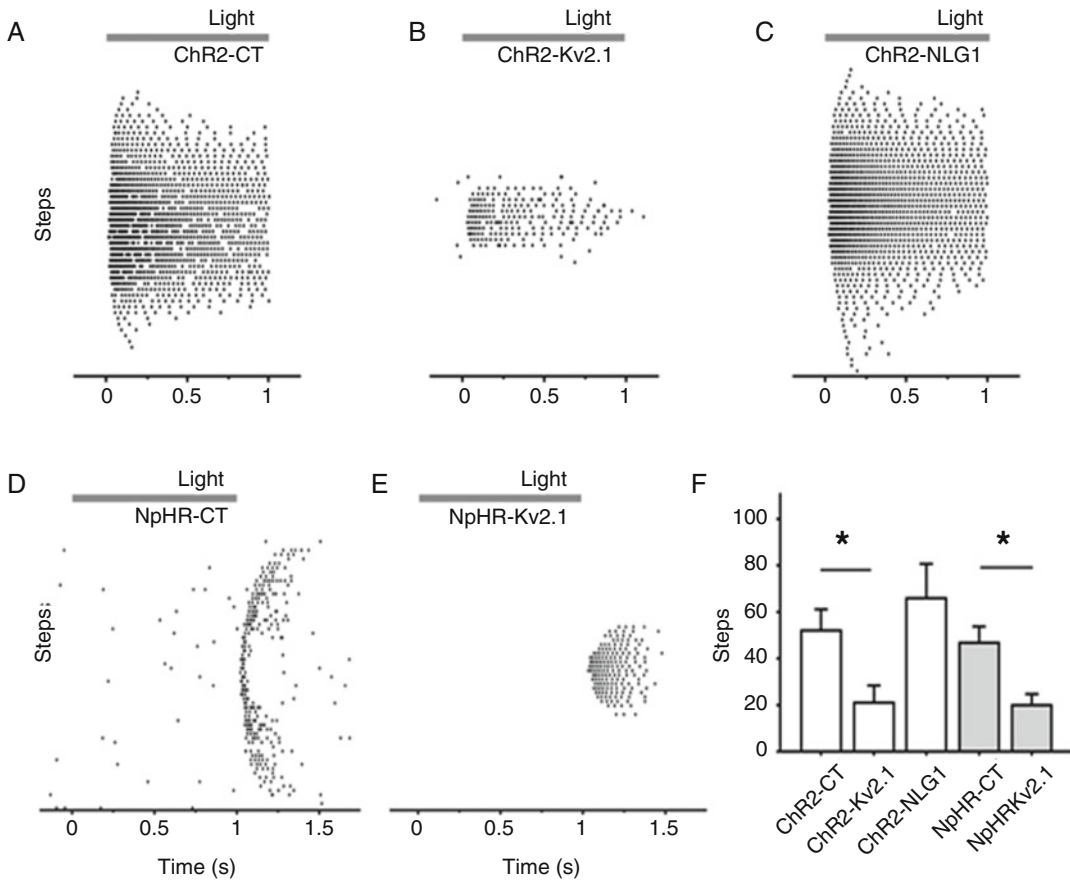 A
Light
ChR2-CT
B
Light
ChR2-Kv2.1
C
Light
ChR2-NLG1
Steps
0 0.5 1
0 0.5 1
0 0.5 1
D
Light
NpHR-CT
E
Light
NpHR-Kv2.1
F
Steps:
0 0.5 1 1.5
Time (s)
0 0.5 1 1.5
Time (s)
Steps
100
80
60
40
20
0
*
*
ChR2-CT
ChR2-Kv2.1
ChR2-NLG1
NpHR-CT
NpHRKv2.1